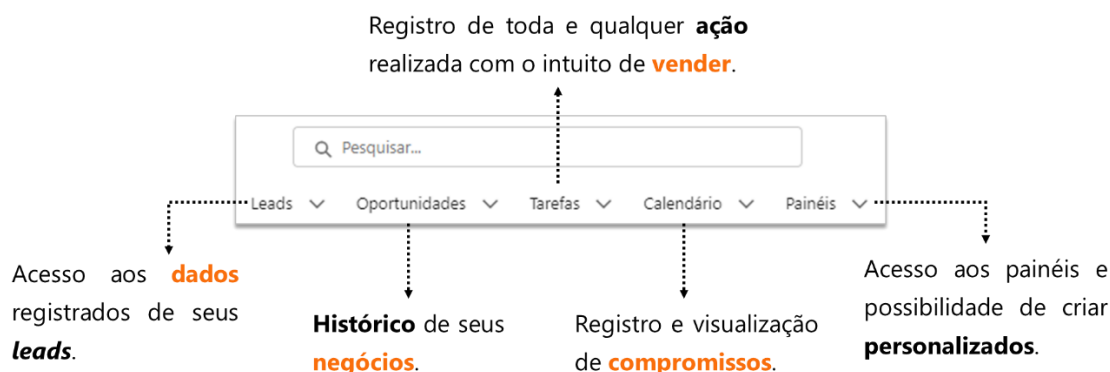 Registro de toda e qualquer ação
realizada com o intuito de vender.
Pesquisar...
Leads Oportunidades Tarefas Calendário Painéis
Acesso aos dados
registrados de seus
leads.
Histórico de seus
negócios.
Registro e visualização
de compromissos.
Acesso aos painéis e
possibilidade de criar
personalizados.